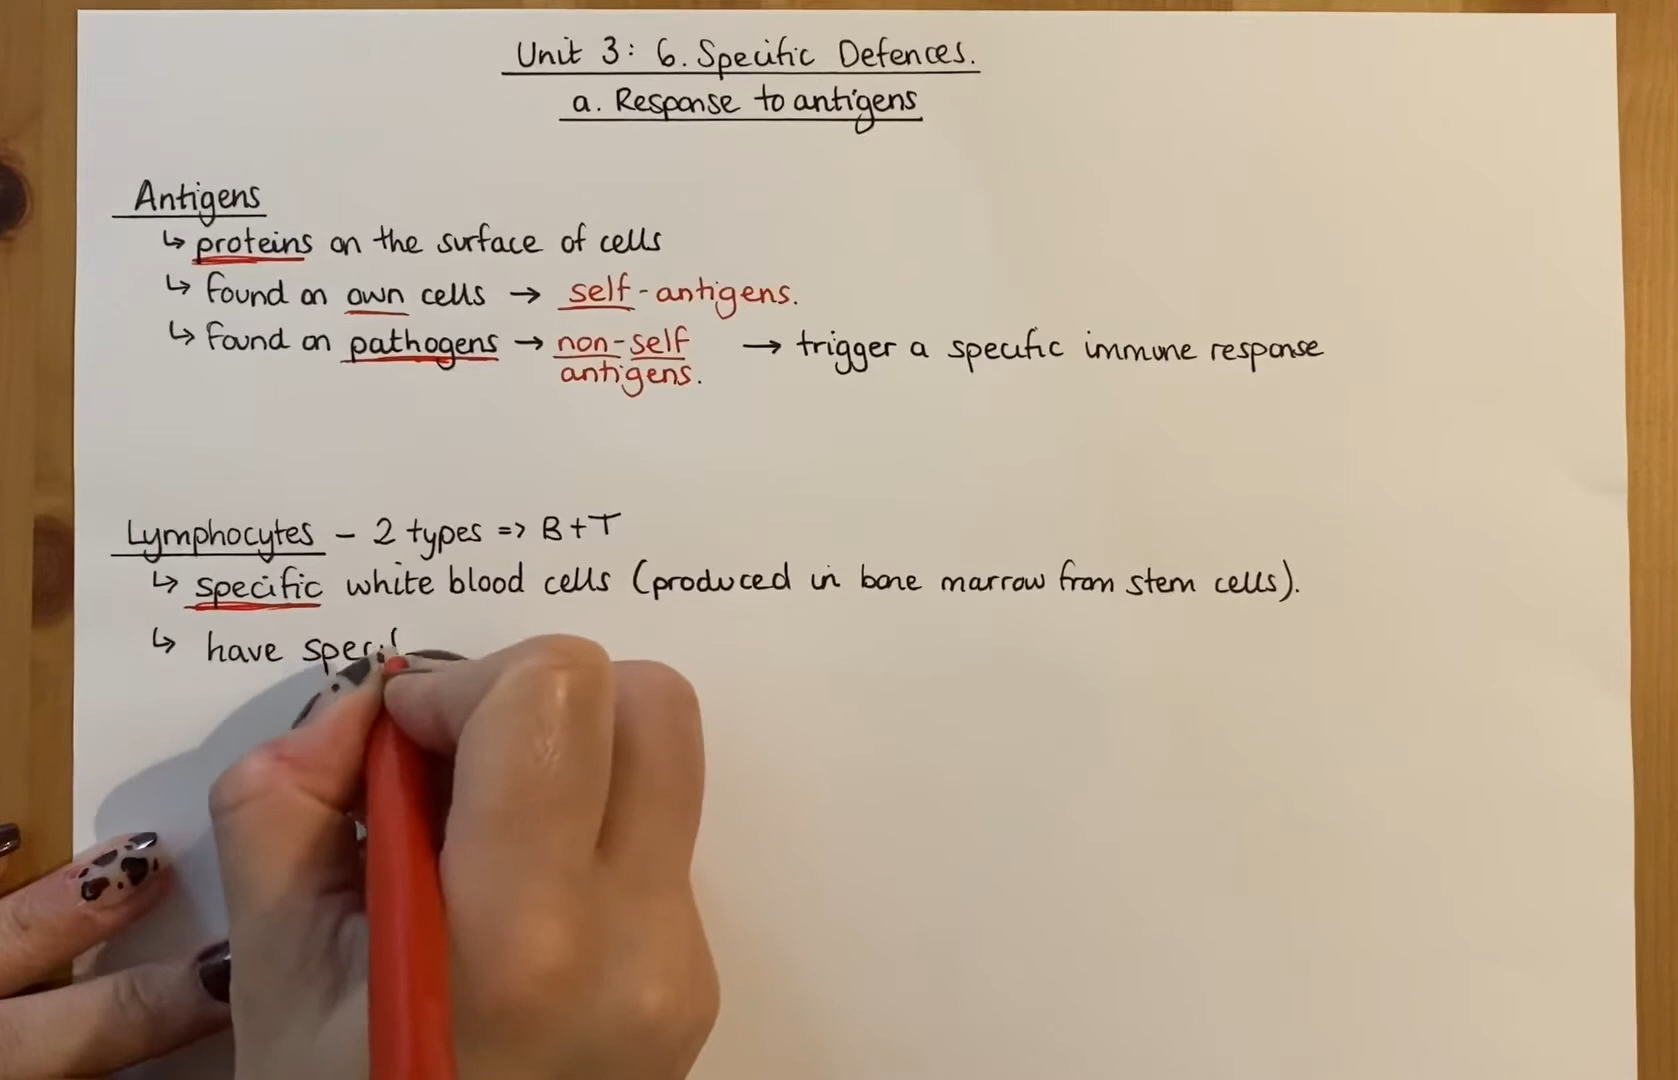 Unit 3: 6. Specific Defences.
a. Response to antigens
Antigens
↳ proteins on the surface of cells
↳ found on own cells → self-antigens.
↳ found on pathogens → non-self → trigger a specific immune response
antigens.
Lymphocytes - 2 types => B+T
↳ specific white blood cells (produced in bone marrow from stem cells).
↳ have